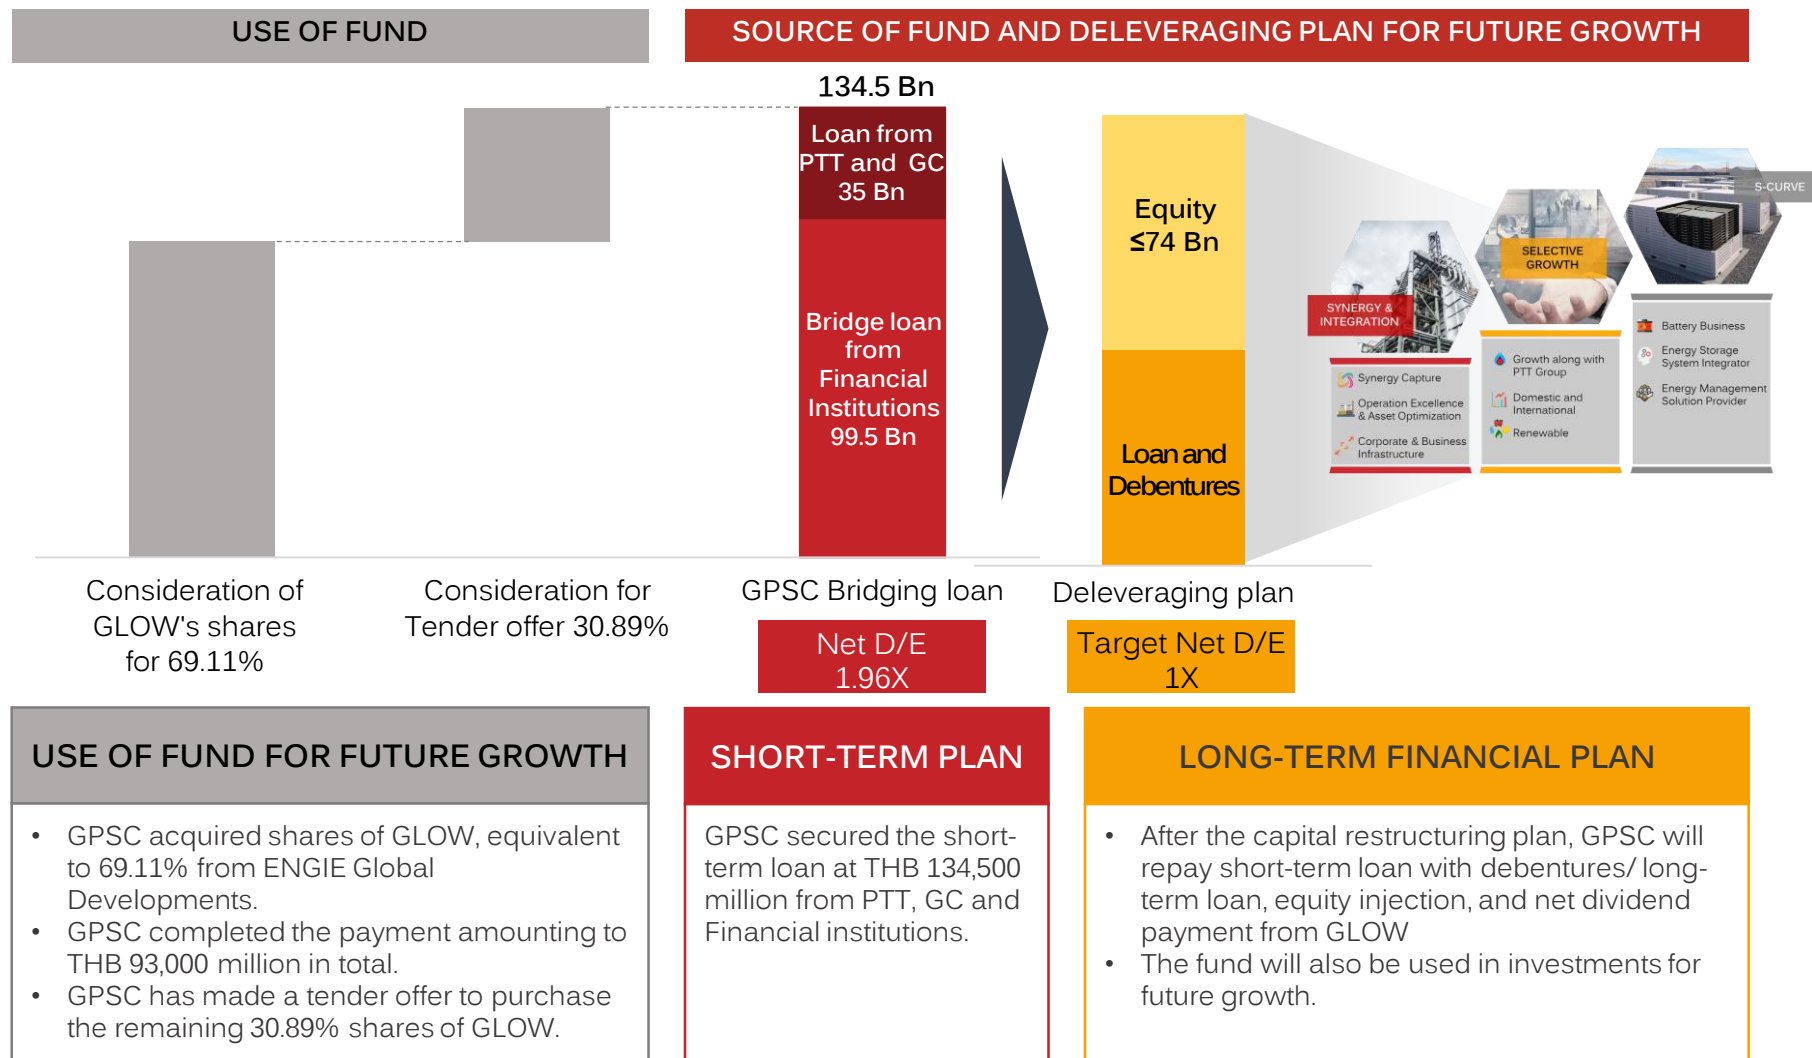 USE OF FUND
SOURCE OF FUND AND DELEVERAGING PLAN FOR FUTURE GROWTH
134.5 Bn
Loan from
PTT and GC
35 Bn
Bridge loan
from
Financial
Institutions
99.5 Bn
Equity
≤74 Bn
Loan and
Debentures
S-CURVE
SELECTIVE
GROWTH
SYNERGY &
INTEGRATION
Synergy Capture
Operation Excellence
& Asset Optimization
Corporate & Business
Infrastructure
Growth along with
PTT Group
Domestic and
International
Renewable
Battery Business
Energy Storage
System Integrator
Energy Management
Solution Provider
Consideration of
GLOW's shares
for 69.11%
Consideration for
Tender offer 30.89%
GPSC Bridging loan
Net D/E
1.96X
Deleveraging plan
Target Net D/E
1X
USE OF FUND FOR FUTURE GROWTH
• GPSC acquired shares of GLOW, equivalent
to 69.11% from ENGIE Global
Developments.
• GPSC completed the payment amounting to
THB 93,000 million in total.
• GPSC has made a tender offer to purchase
the remaining 30.89% shares of GLOW.
SHORT-TERM PLAN
GPSC secured the short-
term loan at THB 134,500
million from PTT, GC and
Financial institutions.
LONG-TERM FINANCIAL PLAN
• After the capital restructuring plan, GPSC will
repay short-term loan with debentures/ long-
term loan, equity injection, and net dividend
payment from GLOW
• The fund will also be used in investments for
future growth.